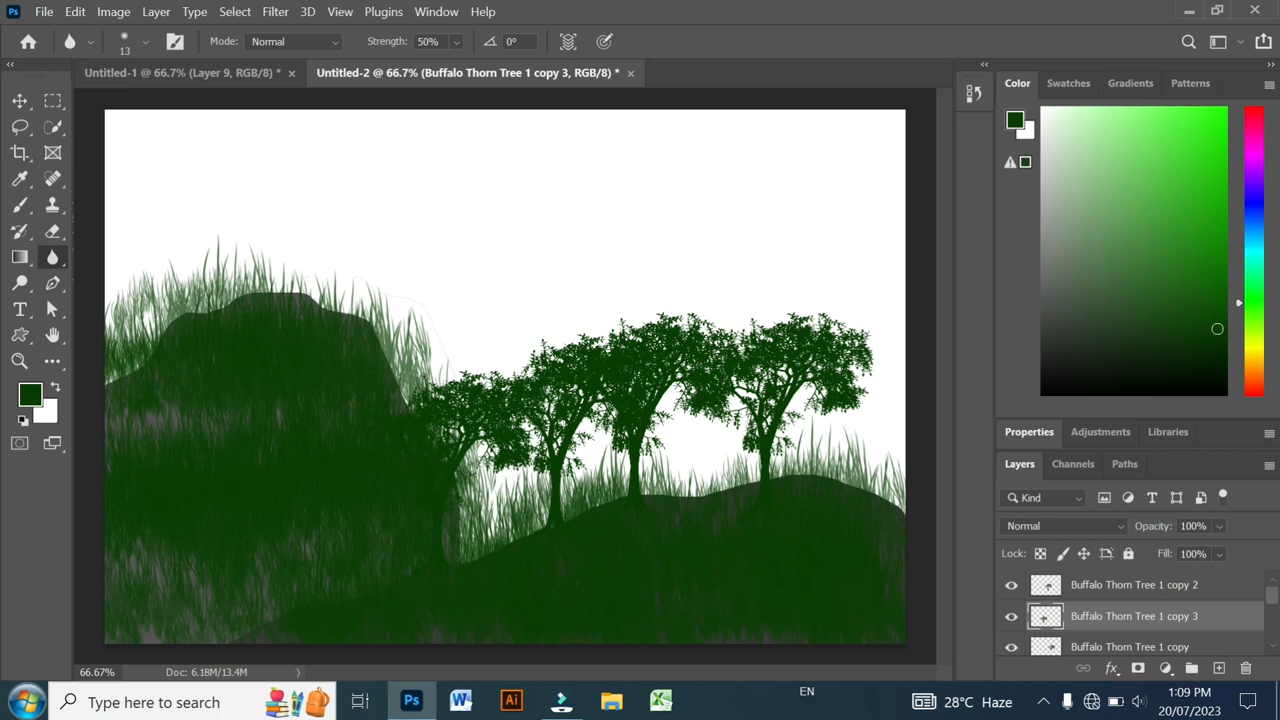 Ps File Edit Image Layer Type Select Filter 3D View Plugins Window Help
13 Mode: Normal Strength: 50% 0°
Untitled-1 @ 66.7% (Layer 9, RGB/8) * × Untitled-2 @ 66.7% (Buffalo Thorn Tree 1 copy 3, RGB/8) * ×
Color Swatches Gradients Patterns
Properties Adjustments Libraries
Layers Channels Paths
Kind
Normal Opacity: 100%
Lock: Fill: 100%
Buffalo Thorn Tree 1 copy 2
Buffalo Thorn Tree 1 copy 3
Buffalo Thorn Tree 1 copy
66.67% Doc: 6.18M/13.4M
Type here to search Ps W Ai X EN 28°C Haze 1:09 PM
20/07/2023